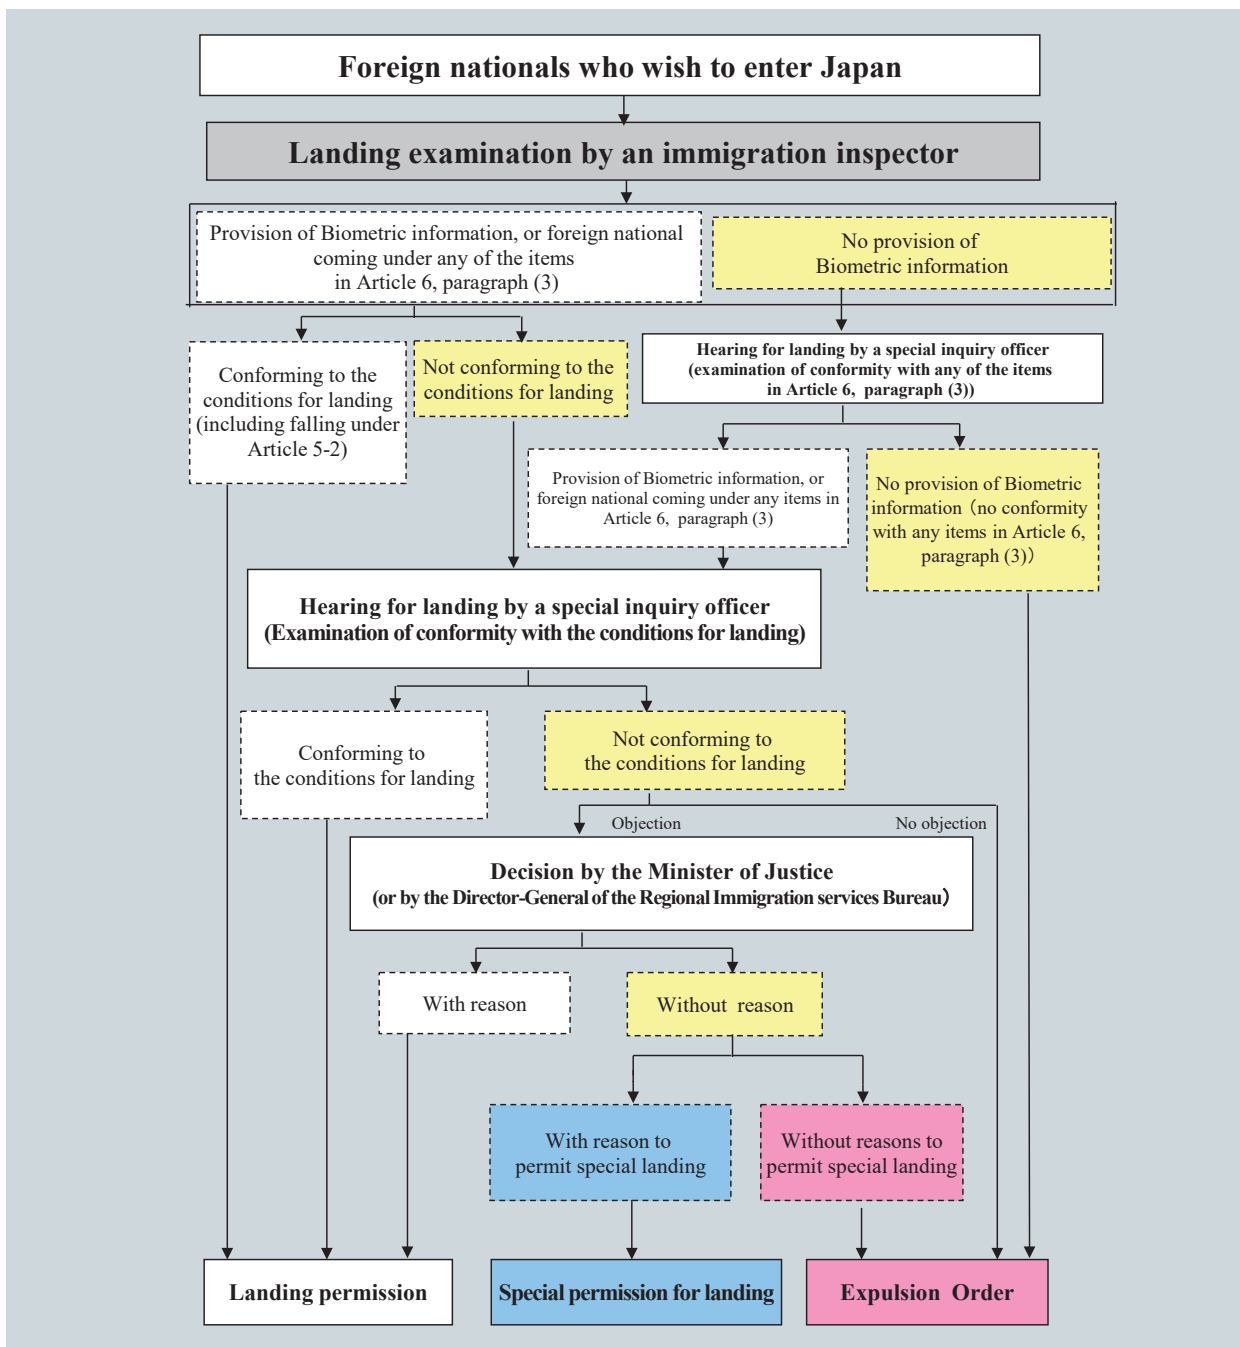 Foreign nationals who wish to enter Japan
Landing examination by an immigration inspector
Provision of Biometric information, or foreign national
coming under any of the items
in Article 6, paragraph (3)
No provision of
Biometric information
Conforming to the
conditions for landing
(including falling under
Article 5-2)
Not conforming to the
conditions for landing
Hearing for landing by a special inquiry officer
(examination of conformity with any of the items
in Article 6, paragraph (3))
Provision of Biometric information, or
foreign national coming under any items in
Article 6, paragraph (3)
No provision of Biometric
information（no conformity
with any items in Article 6,
paragraph (3)）
Hearing for landing by a special inquiry officer
(Examination of conformity with the conditions for landing)
Conforming to
the conditions for landing
Not conforming to
the conditions for landing
Objection
No objection
Decision by the Minister of Justice
(or by the Director-General of the Regional Immigration services Bureau）
With reason
Without reason
With reason to
permit special landing
Without reasons to
permit special landing
Landing permission
Special permission for landing
Expulsion Order